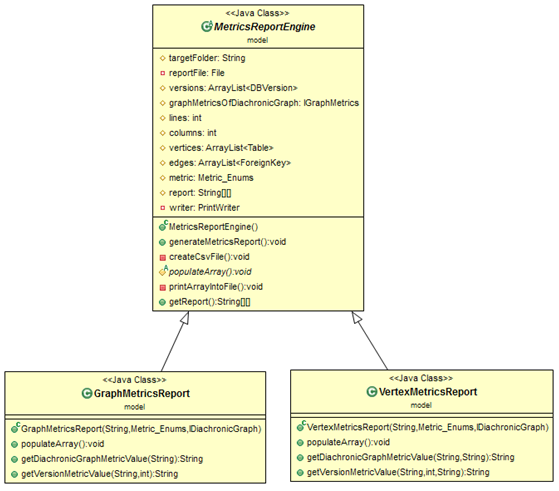 <<Java Class>>
MetricsReportEngine
model
targetFolder: String
reportFile: File
versions: ArrayList<DBVersion>
graphMetricsOfDiachronicGraph: IGraphMetrics
lines: int
columns: int
vertices: ArrayList<Table>
edges: ArrayList<ForeignKey>
metric: Metric_Enums
report: String[][]
writer: PrintWriter
MetricsReportEngine()
generateMetricsReport():void
createCsvFile():void
populateArray():void
printArrayIntoFile():void
getReport():String[][]
<<Java Class>>
GraphMetricsReport
model
GraphMetricsReport(String,Metric_Enums,IDiachronicGraph)
populateArray():void
getDiachronicGraphMetricValue(String):String
getVersionMetricValue(String,int):String
<<Java Class>>
VertexMetricsReport
model
VertexMetricsReport(String,Metric_Enums,IDiachronicGraph)
populateArray():void
getDiachronicGraphMetricValue(String,String):String
getVersionMetricValue(String,int,String):String